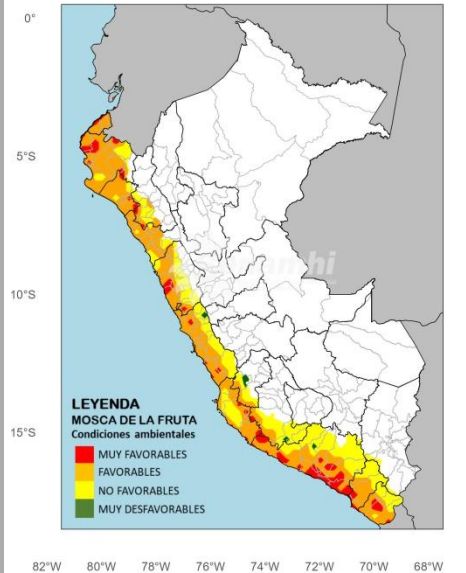 0°
5°S
10°S
15°S
LEYENDA
MOSCA DE LA FRUTA
Condiciones ambientales
MUY FAVORABLES
FAVORABLES
NO FAVORABLES
MUY DESFAVORABLES
82°W 80°W 78°W 76°W 74°W 72°W 70°W 68°W